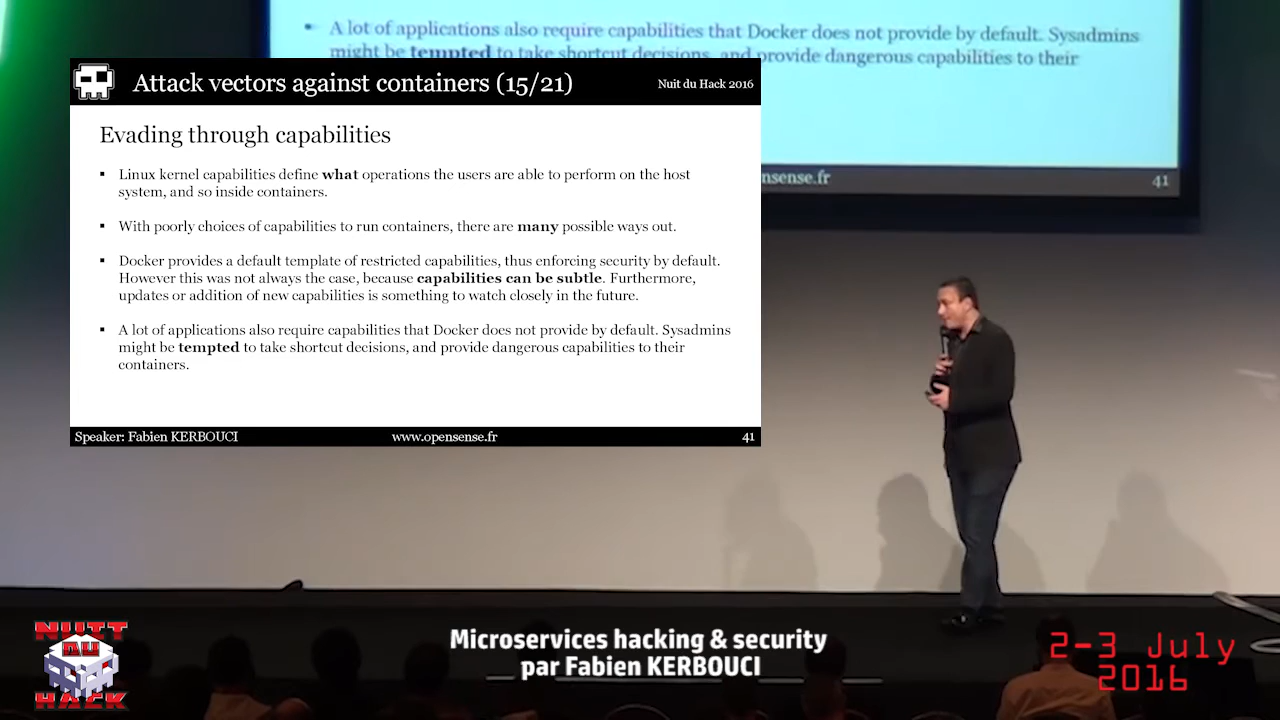 A lot of applications also require capabilities that Docker does not provide by default. Sysadmins
might be tempted to take shortcut decisions, and provide dangerous capabilities to their
nsense.fr
41
Attack vectors against containers (15/21)
Nuit du Hack 2016
Evading through capabilities
Linux kernel capabilities define what operations the users are able to perform on the host
system, and so inside containers.
With poorly choices of capabilities to run containers, there are many possible ways out.
Docker provides a default template of restricted capabilities, thus enforcing security by default.
However this was not always the case, because capabilities can be subtle. Furthermore,
updates or addition of new capabilities is something to watch closely in the future.
A lot of applications also require capabilities that Docker does not provide by default. Sysadmins
might be tempted to take shortcut decisions, and provide dangerous capabilities to their
containers.
Speaker: Fabien KERBOUCI
www.opensense.fr
41
NUIT
DU
HACK
Microservices hacking & security
par Fabien KERBOUCI
2-3 July
2016